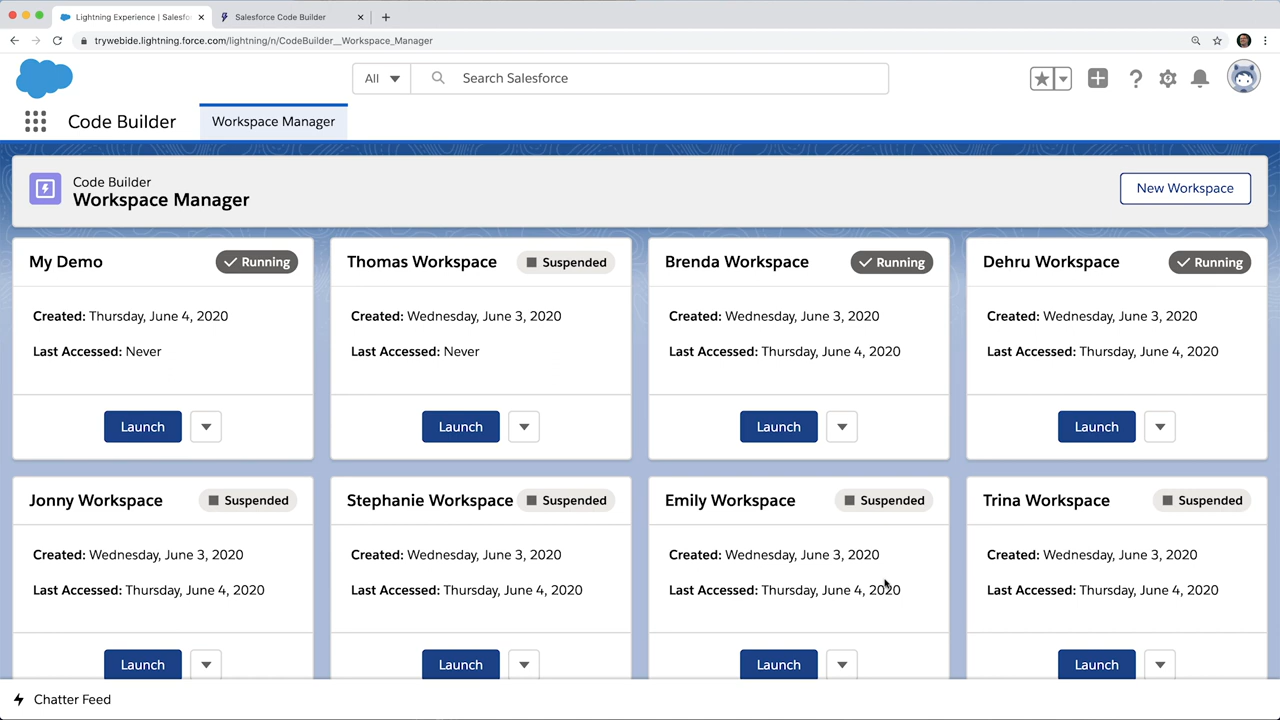 Lightning Experience | Salesfo
Salesforce Code Builder
trywebide.lightning.force.com/lightning/n/CodeBuilder__Workspace_Manager
All
Search Salesforce
Code Builder
Workspace Manager
Code Builder
Workspace Manager
New Workspace
My Demo
Running
Created: Thursday, June 4, 2020
Last Accessed: Never
Launch
Thomas Workspace
Suspended
Created: Wednesday, June 3, 2020
Last Accessed: Never
Launch
Brenda Workspace
Running
Created: Wednesday, June 3, 2020
Last Accessed: Thursday, June 4, 2020
Launch
Dehru Workspace
Running
Created: Wednesday, June 3, 2020
Last Accessed: Thursday, June 4, 2020
Launch
Jonny Workspace
Suspended
Created: Wednesday, June 3, 2020
Last Accessed: Thursday, June 4, 2020
Launch
Stephanie Workspace
Suspended
Created: Wednesday, June 3, 2020
Last Accessed: Thursday, June 4, 2020
Launch
Emily Workspace
Suspended
Created: Wednesday, June 3, 2020
Last Accessed: Thursday, June 4, 2020
Launch
Trina Workspace
Suspended
Created: Wednesday, June 3, 2020
Last Accessed: Thursday, June 4, 2020
Launch
Chatter Feed